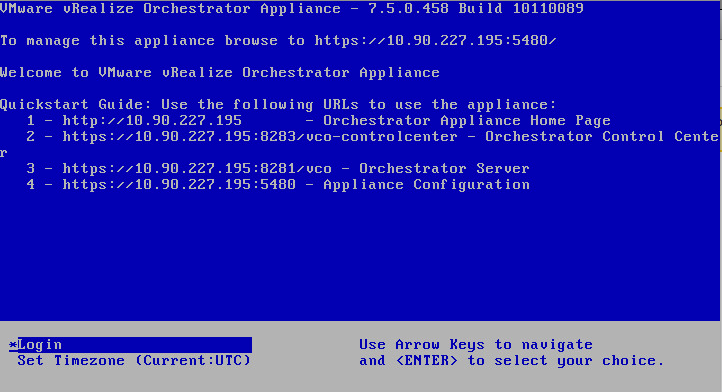 VMware vRealize Orchestrator Appliance - 7.5.0.458 Build 10110089
To manage this appliance browse to https://10.90.227.195:5480/
Welcome to VMware vRealize Orchestrator Appliance
Quickstart Guide: Use the following URLs to use the appliance:
1 - http://10.90.227.195 - Orchestrator Appliance Home Page
2 - https://10.90.227.195:8283/vco-controlcenter - Orchestrator Control Cente
r
3 - https://10.90.227.195:8281/vco - Orchestrator Server
4 - https://10.90.227.195:5480 - Appliance Configuration
*Login
Set Timezone (Current:UTC)
Use Arrow Keys to navigate
and <ENTER> to select your choice.